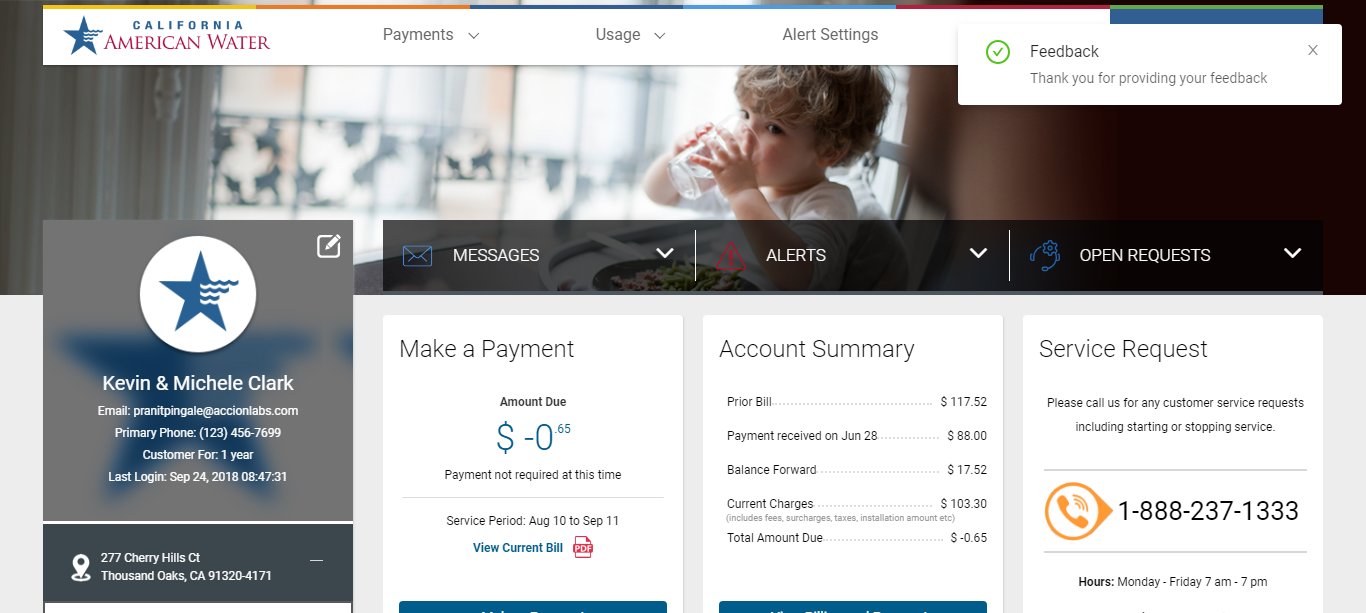 CALIFORNIA
AMERICAN WATER
Payments
Usage
Alert Settings
Feedback
Thank you for providing your feedback
MESSAGES
ALERTS
OPEN REQUESTS
Kevin & Michele Clark
Email: pranitpingale@accionlabs.com
Primary Phone: (123) 456-7699
Customer For: 1 year
Last Login: Sep 24, 2018 08:47:31
277 Cherry Hills Ct
Thousand Oaks, CA 91320-4171
Make a Payment
Amount Due
$ -0.65
Payment not required at this time
Service Period: Aug 10 to Sep 11
View Current Bill PDF
Account Summary
Prior Bill $ 117.52
Payment received on Jun 28 $ 88.00
Balance Forward $ 17.52
Current Charges $ 103.30
(includes fees, surcharges, taxes, installation amount etc)
Total Amount Due $ -0.65
Service Request
Please call us for any customer service requests
including starting or stopping service.
1-888-237-1333
Hours: Monday - Friday 7 am - 7 pm